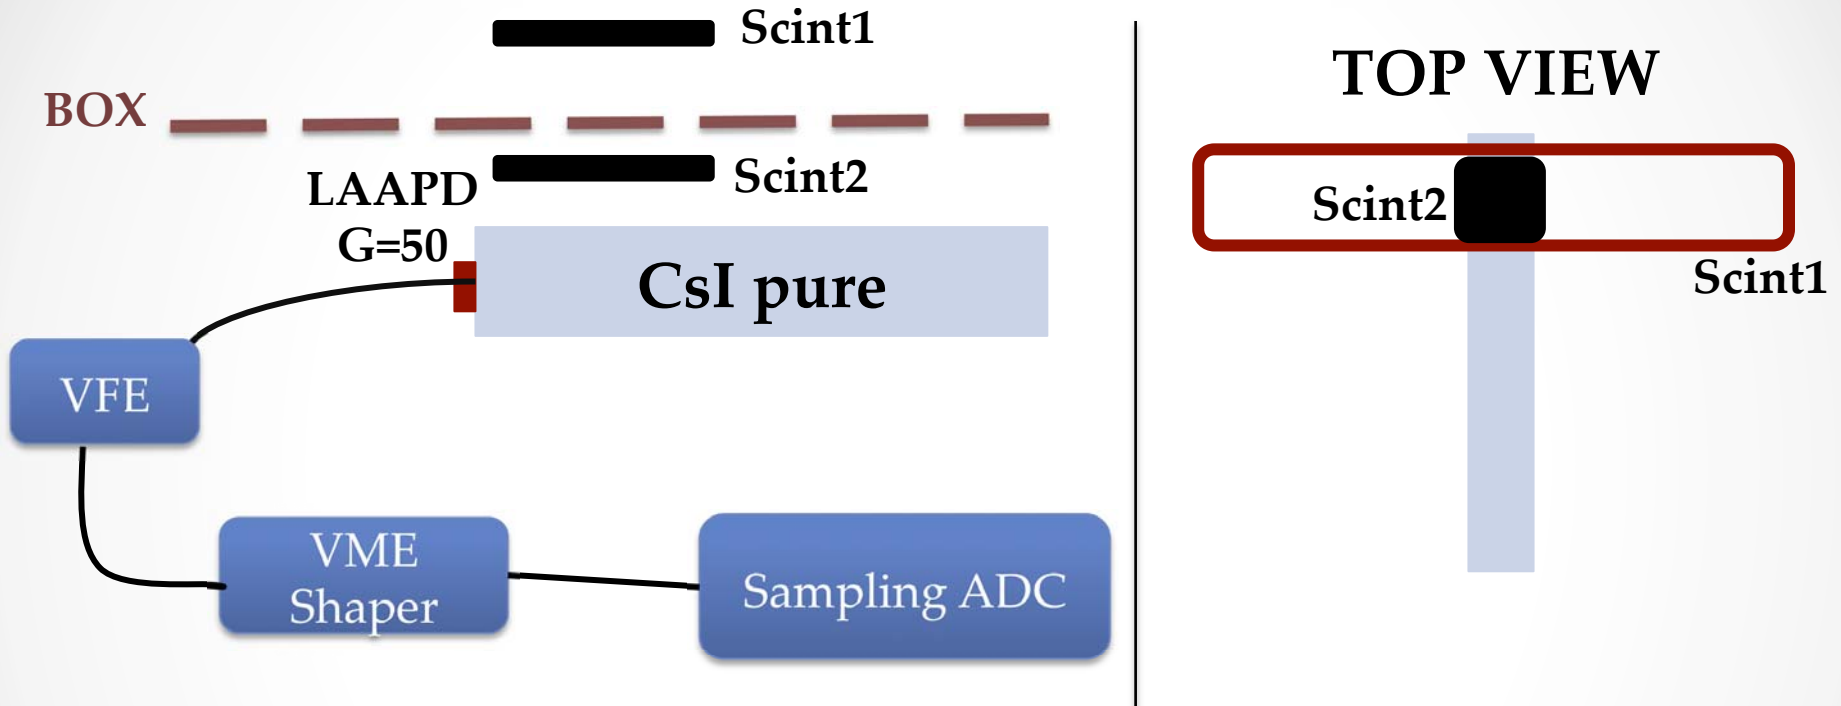 Scint1
BOX
Scint2
LAAPD
G=50
CsI pure
VFE
VME
Shaper
Sampling ADC
TOP VIEW
Scint2
Scint1